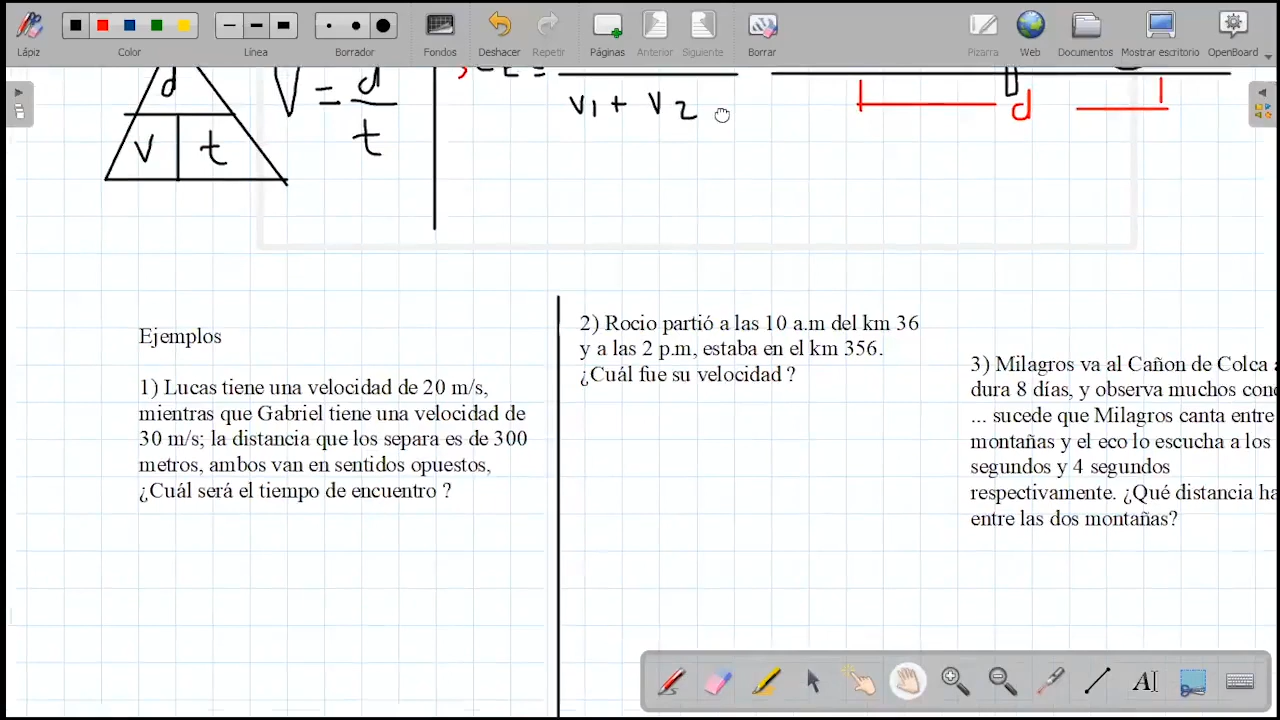 Lápiz
Color
Línea
Borrador
Fondos
Deshacer
Repetir
Páginas
Anterior
Siguiente
Borrar
Pizarra
Web
Documentos
Mostrar escritorio
OpenBoard
d
V t
V = d
t
V1 + V2
d
Ejemplos
1) Lucas tiene una velocidad de 20 m/s,
mientras que Gabriel tiene una velocidad de
30 m/s; la distancia que los separa es de 300
metros, ambos van en sentidos opuestos,
¿Cuál será el tiempo de encuentro ?
2) Rocio partió a las 10 a.m del km 36
y a las 2 p.m, estaba en el km 356.
¿Cuál fue su velocidad ?
3) Milagros va al Cañon de Colca
dura 8 días, y observa muchos
... sucede que Milagros canta entre
montañas y el eco lo escucha a los
segundos y 4 segundos
respectivamente. ¿Qué distancia
entre las dos montañas?